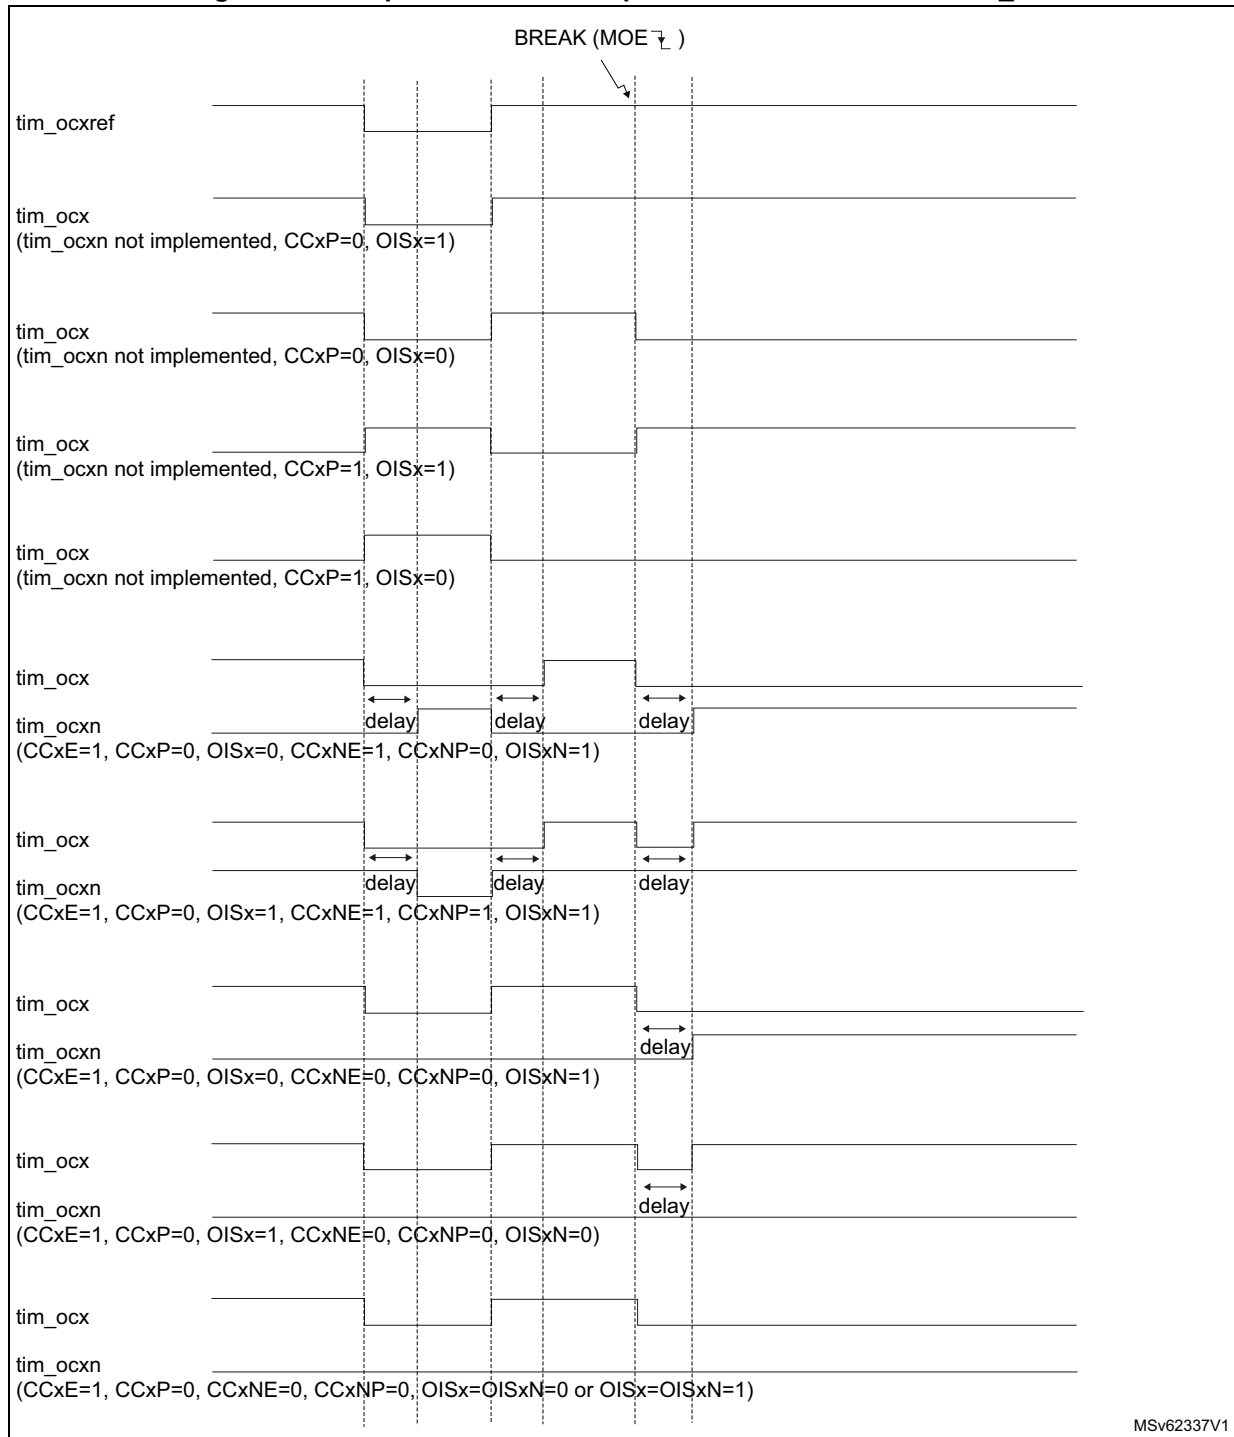 BREAK (MOE )
tim_ocxref
tim_ocx
(tim_ocxn not implemented, CCxP=0, OISx=1)
tim_ocx
(tim_ocxn not implemented, CCxP=0, OISx=0)
tim_ocx
(tim_ocxn not implemented, CCxP=1, OISx=1)
tim_ocx
(tim_ocxn not implemented, CCxP=1, OISx=0)
tim_ocx
delay delay delay
tim_ocxn
(CCxE=1, CCxP=0, OISx=0, CCxNE=1, CCxNP=0, OISxN=1)
tim_ocx
delay delay delay
tim_ocxn
(CCxE=1, CCxP=0, OISx=1, CCxNE=1, CCxNP=1, OISxN=1)
tim_ocx
delay
tim_ocxn
(CCxE=1, CCxP=0, OISx=0, CCxNE=0, CCxNP=0, OISxN=1)
tim_ocx
delay
tim_ocxn
(CCxE=1, CCxP=0, OISx=1, CCxNE=0, CCxNP=0, OISxN=0)
tim_ocx
tim_ocxn
(CCxE=1, CCxP=0, CCxNE=0, CCxNP=0, OISx=OISxN=0 or OISx=OISxN=1)
MSv62337V1